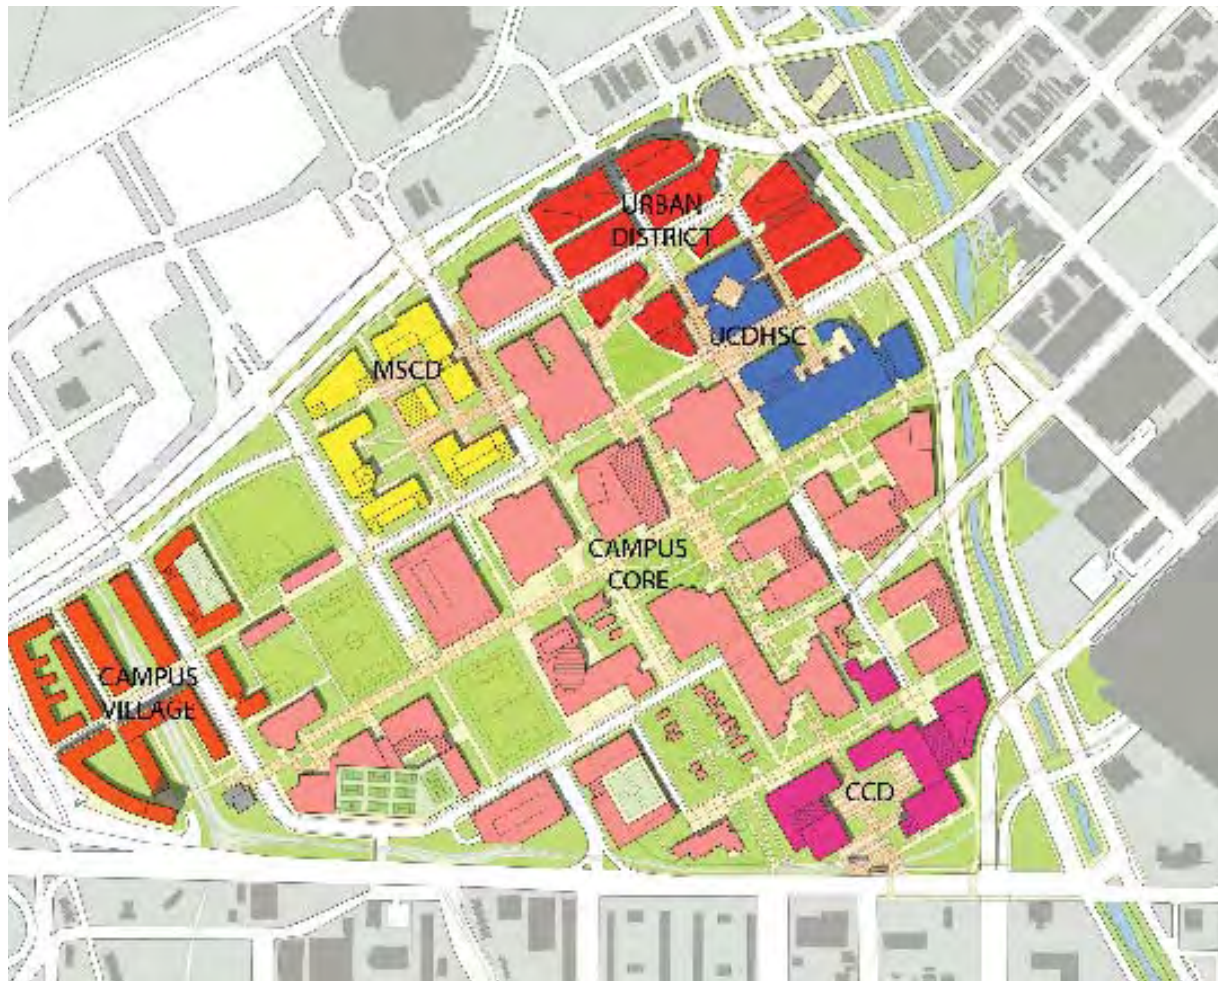 URBAN
DISTRICT
UCDHSC
MSCD
CAMPUS
CORE
CAMPUS
VILLAGE
CCD